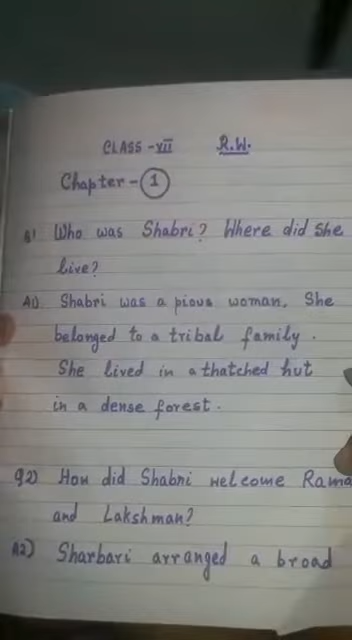 CLASS -VII R.W.
Chapter - 1
Q1 Who was Shabri? Where did she
live?
A1) Shabri was a pious woman. She
belonged to a tribal family.
She lived in a thatched hut
in a dense forest.
Q2) How did Shabri welcome Rama
and Lakshman?
A2) Sharbari arranged a broad